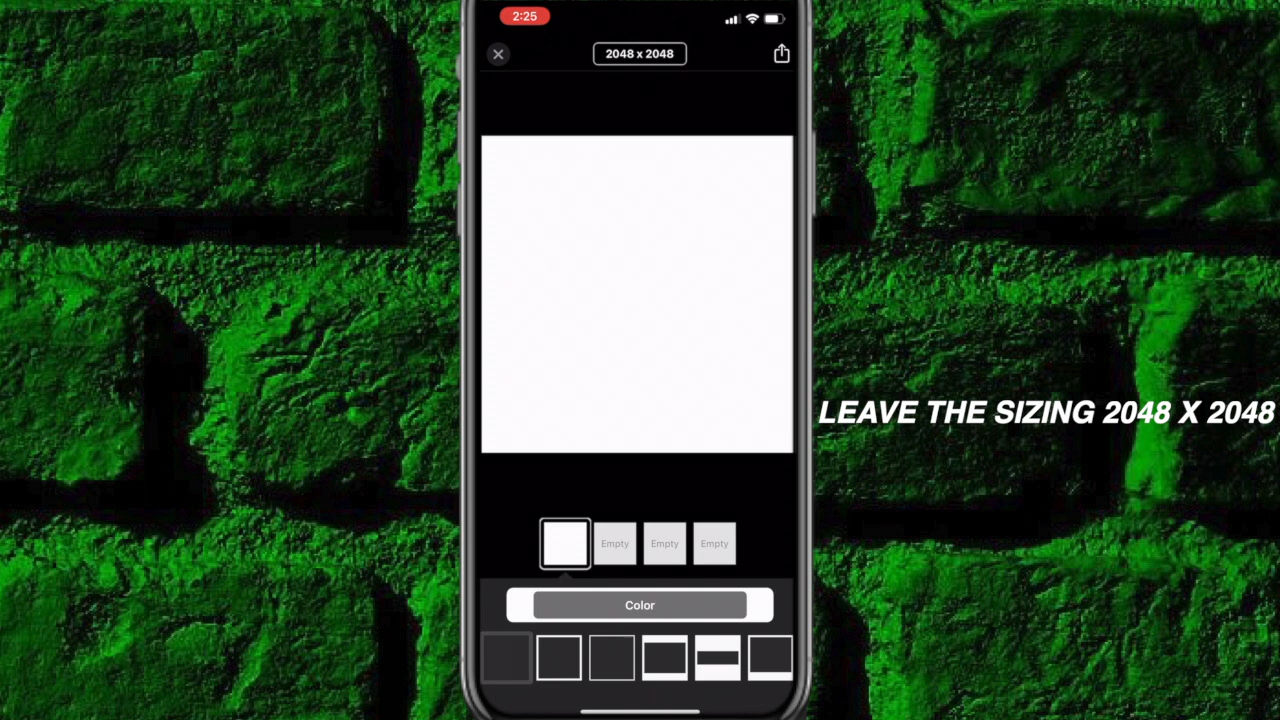 2:25
2048 x 2048
LEAVE THE SIZING 2048 X 2048
Empty
Empty
Empty
Color